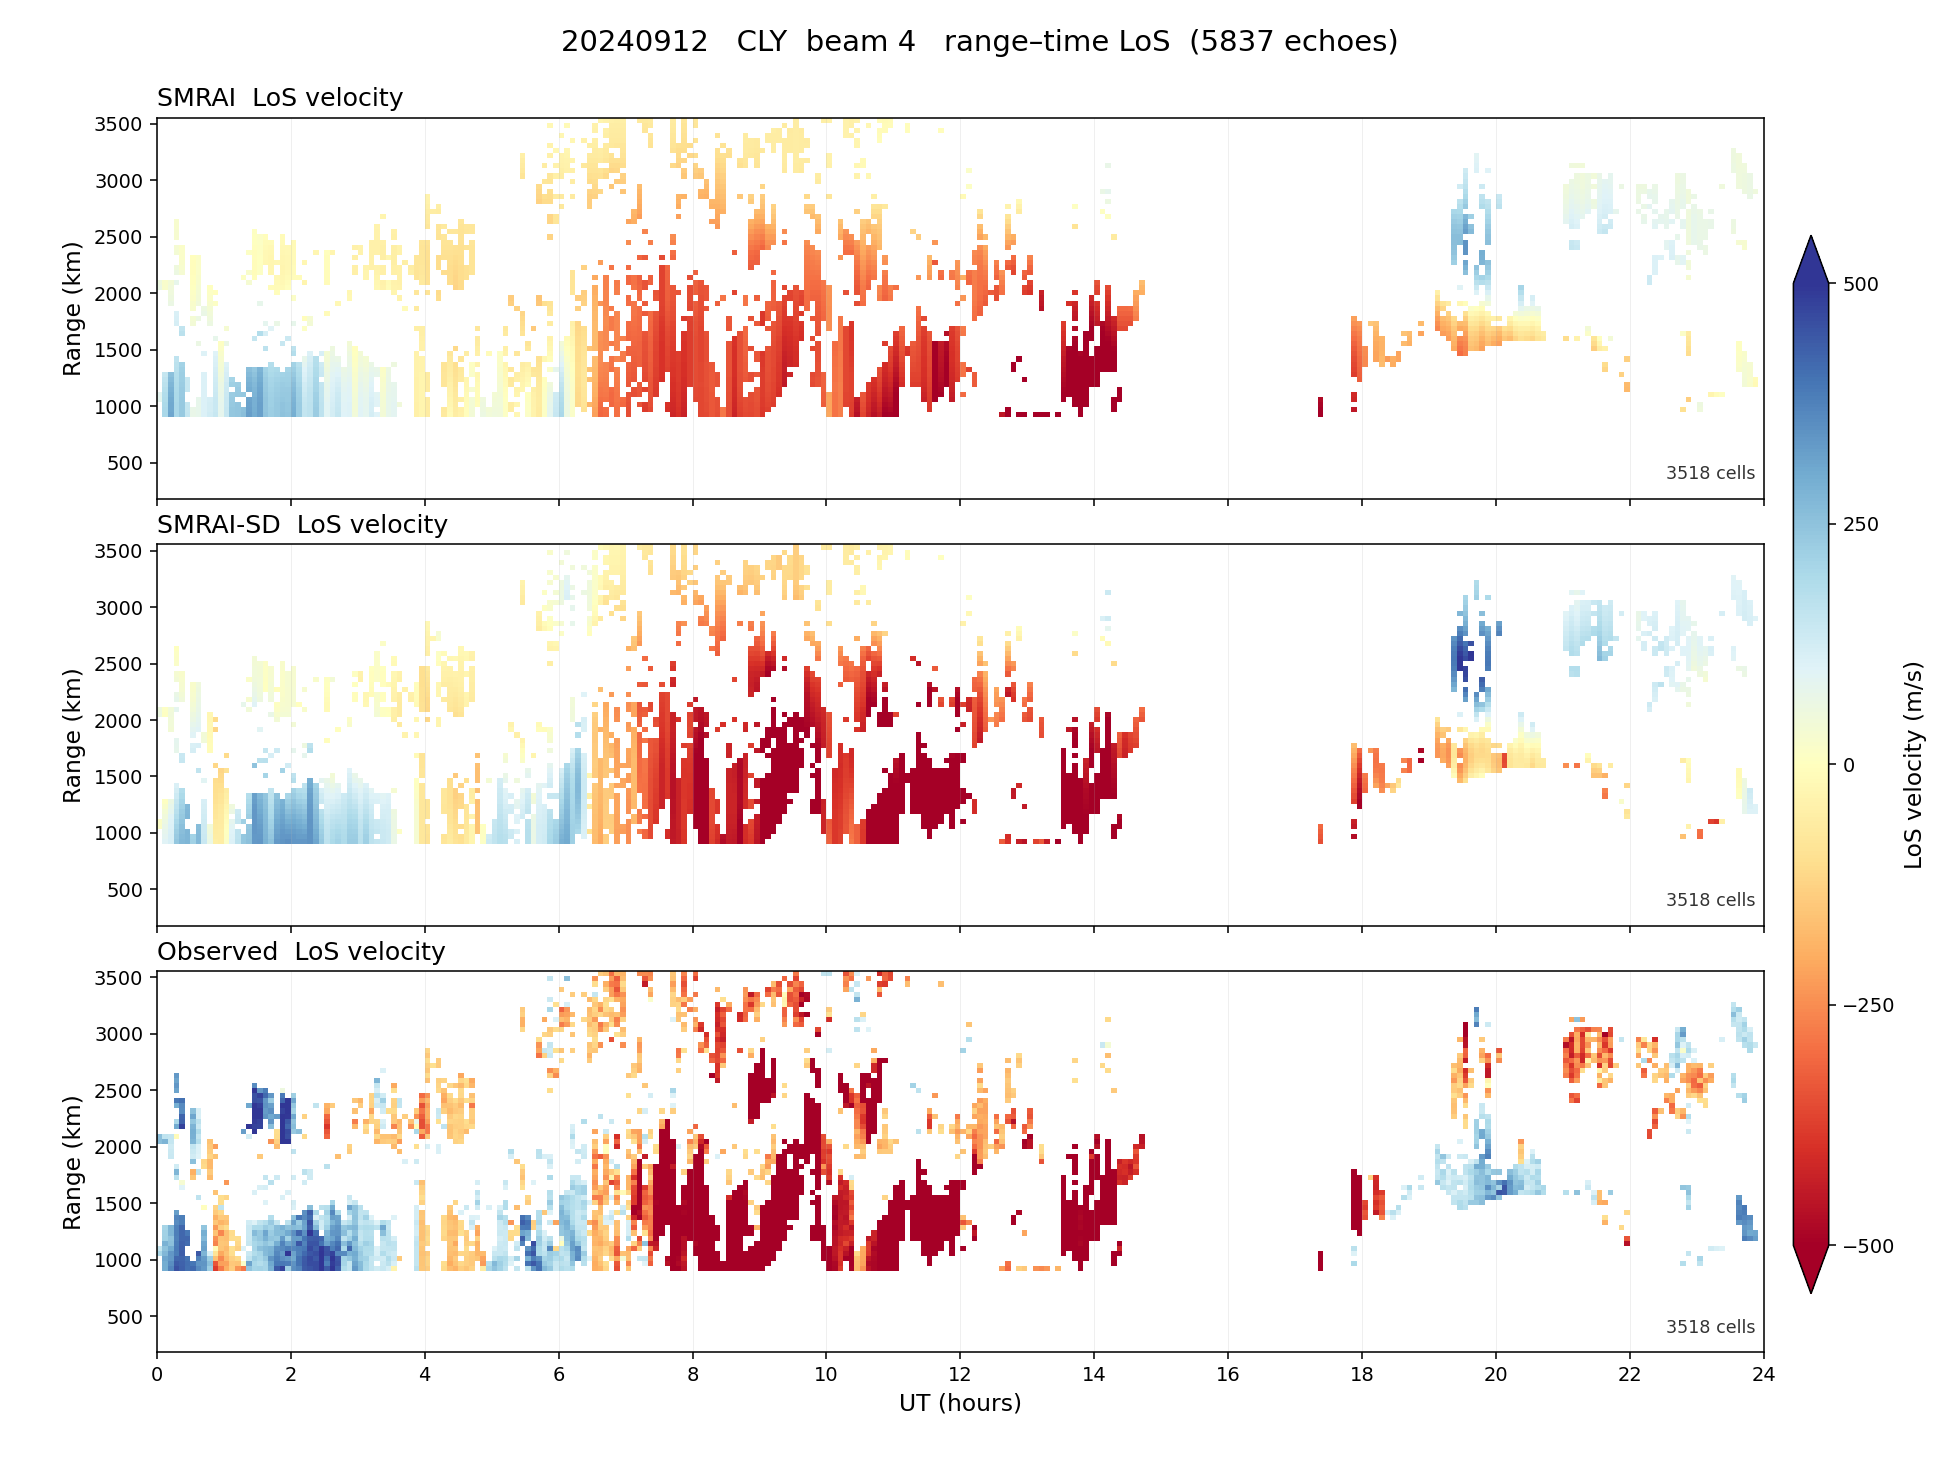 20240912   CLY  beam 4   range–time LoS  (5837 echoes)
SMRAI  LoS velocity
3500
3000
2500
2000
1500
1000
500
Range (km)
3518 cells
SMRAI-SD  LoS velocity
3500
3000
2500
2000
1500
1000
500
Range (km)
3518 cells
Observed  LoS velocity
3500
3000
2500
2000
1500
1000
500
Range (km)
3518 cells
0 2 4 6 8 10 12 14 16 18 20 22 24
UT (hours)
500
250
0
−250
−500
LoS velocity (m/s)